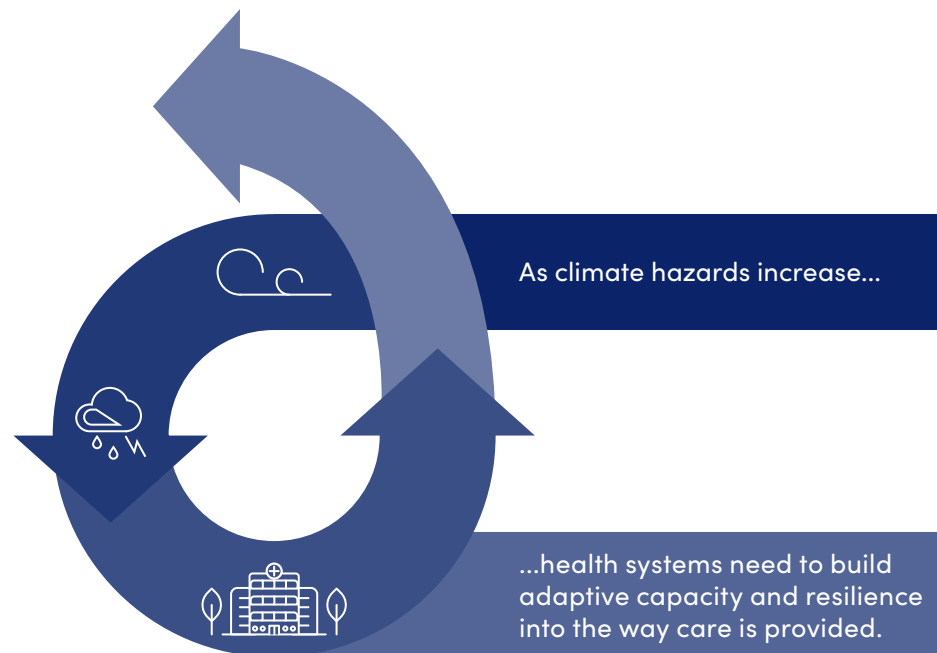 As climate hazards increase...
...health systems need to build
adaptive capacity and resilience
into the way care is provided.